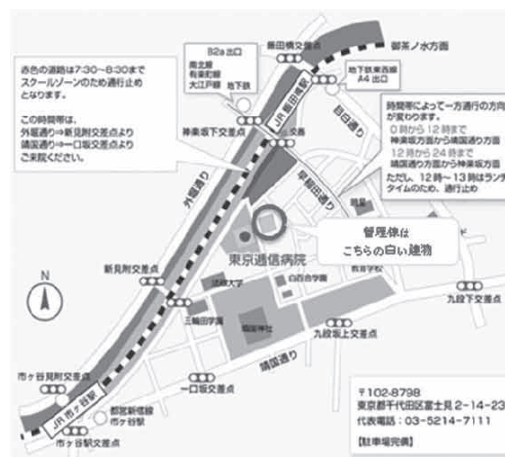 飯田橋交差点
御茶ノ水方面
B2a 出口
南北線
有楽町線
大江戸線
地下鉄
地下鉄東西線
A4 出口
JR 飯田橋駅
目白通り
赤色の道路は7:30~8:30まで
スクールゾーンのため通行止め
となります。
この時間帯は、
外堀通り⇒新見附交差点より
靖国通り⇒一口坂交差点より
ご来院ください。
神楽坂下交差点
時間帯によって一方通行の方向
が変わります。
0時から12時まで
神楽坂方面から靖国通り方面
12時から24時まで
靖国通り方面から神楽坂方面
ただし、12時~13時はランチ
タイムのため、通行止め
早稲田通り
外堀通り
管理棟は
こちらの白い建物
東京逓信病院
新見附交差点
法政大学
白百合学園
三輪田学園
靖国神社
九段下交差点
九段坂上交差点
靖国通り
一口坂交差点
市ヶ谷見附交差点
JR 市ヶ谷駅
都営新宿線
市ヶ谷駅
市ヶ谷駅交差点
N
〒102-8798
東京都千代田区富士見 2-14-23
代表電話:03-5214-7111
【駐車場完備】